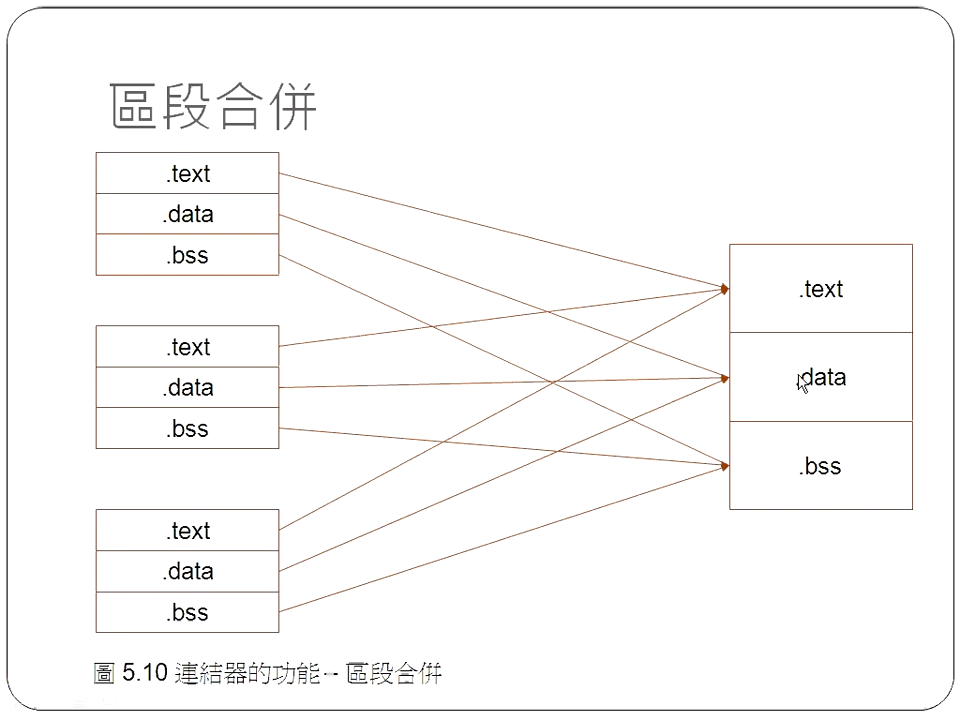 區段合併
.text
.data
.bss
.text
.data
.bss
.text
.data
.bss
.text
.data
.bss
圖 5.10 連結器的功能 – 區段合併